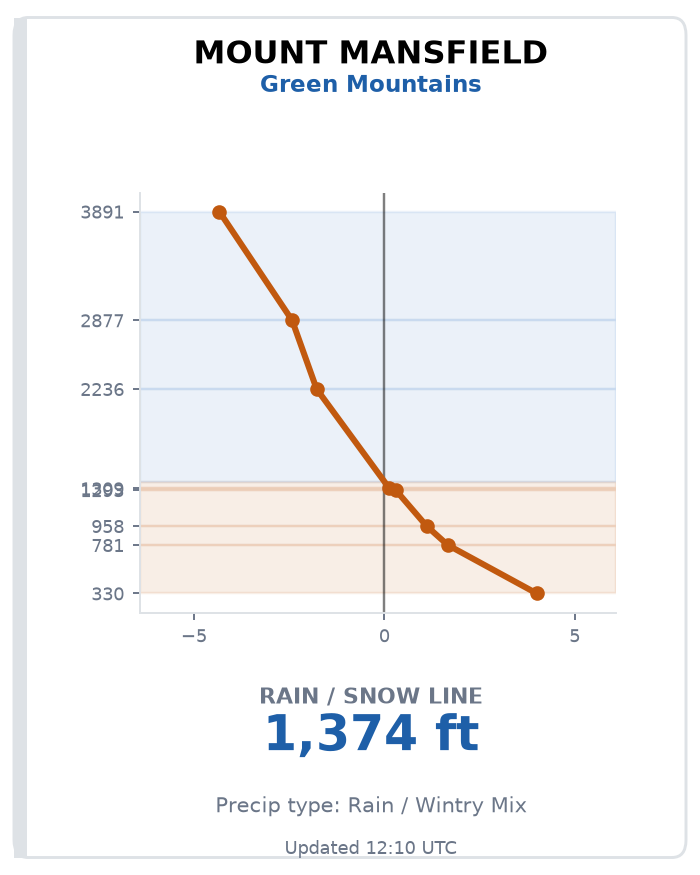 MOUNT MANSFIELD
Green Mountains
3891
2877
2236
958
781
330
−5 0 5
RAIN / SNOW LINE
1,374 ft
Precip type: Rain / Wintry Mix
Updated 12:10 UTC